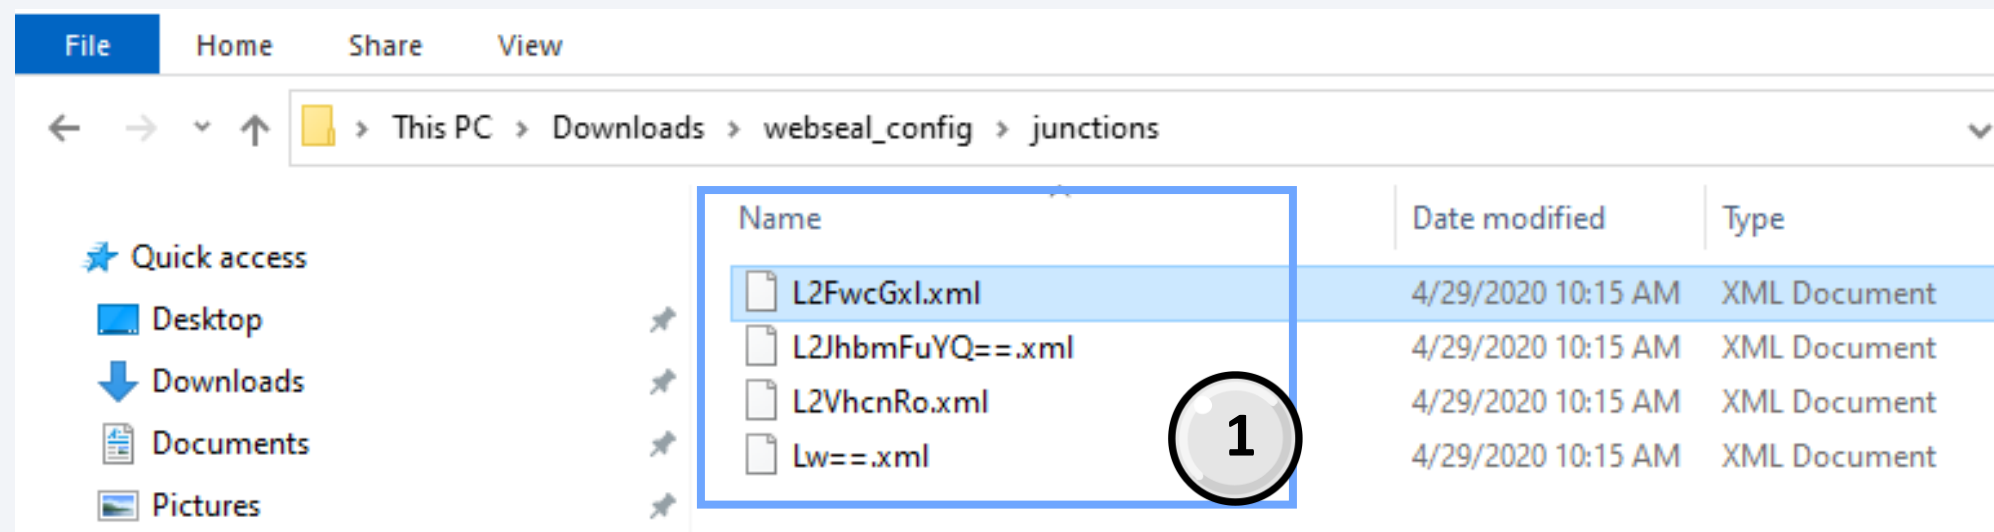 File Home Share View
This PC > Downloads > webseal_config > junctions
Name Date modified Type
Quick access
Desktop
Downloads
Documents
Pictures
L2FwcGxl.xml 4/29/2020 10:15 AM XML Document
L2JhbmFuYQ==.xml 4/29/2020 10:15 AM XML Document
L2VhcnRo.xml 4/29/2020 10:15 AM XML Document
Lw==.xml 4/29/2020 10:15 AM XML Document
1